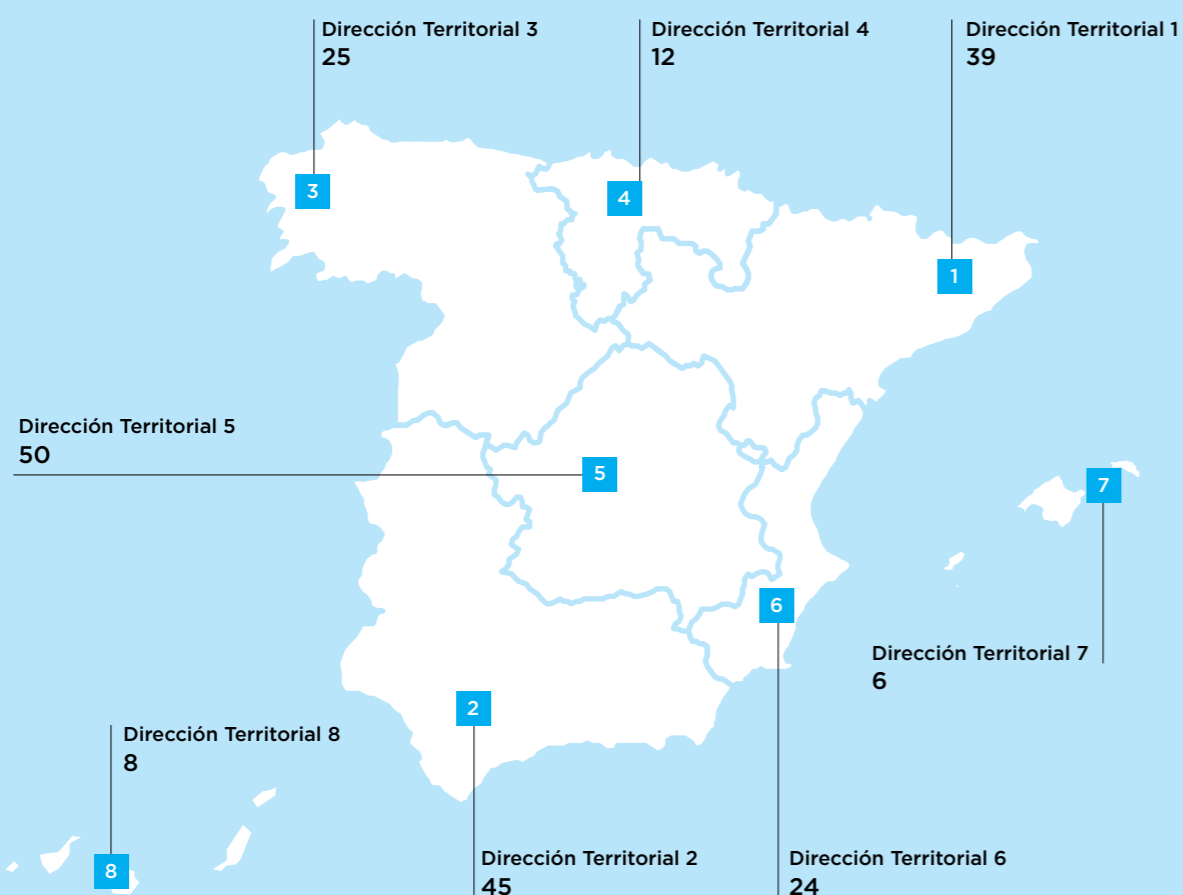 Dirección Territorial 3
25
Dirección Territorial 4
12
Dirección Territorial 1
39
3
4
1
Dirección Territorial 5
50
5
7
6
Dirección Territorial 7
6
2
Dirección Territorial 8
8
8
Dirección Territorial 2
45
Dirección Territorial 6
24